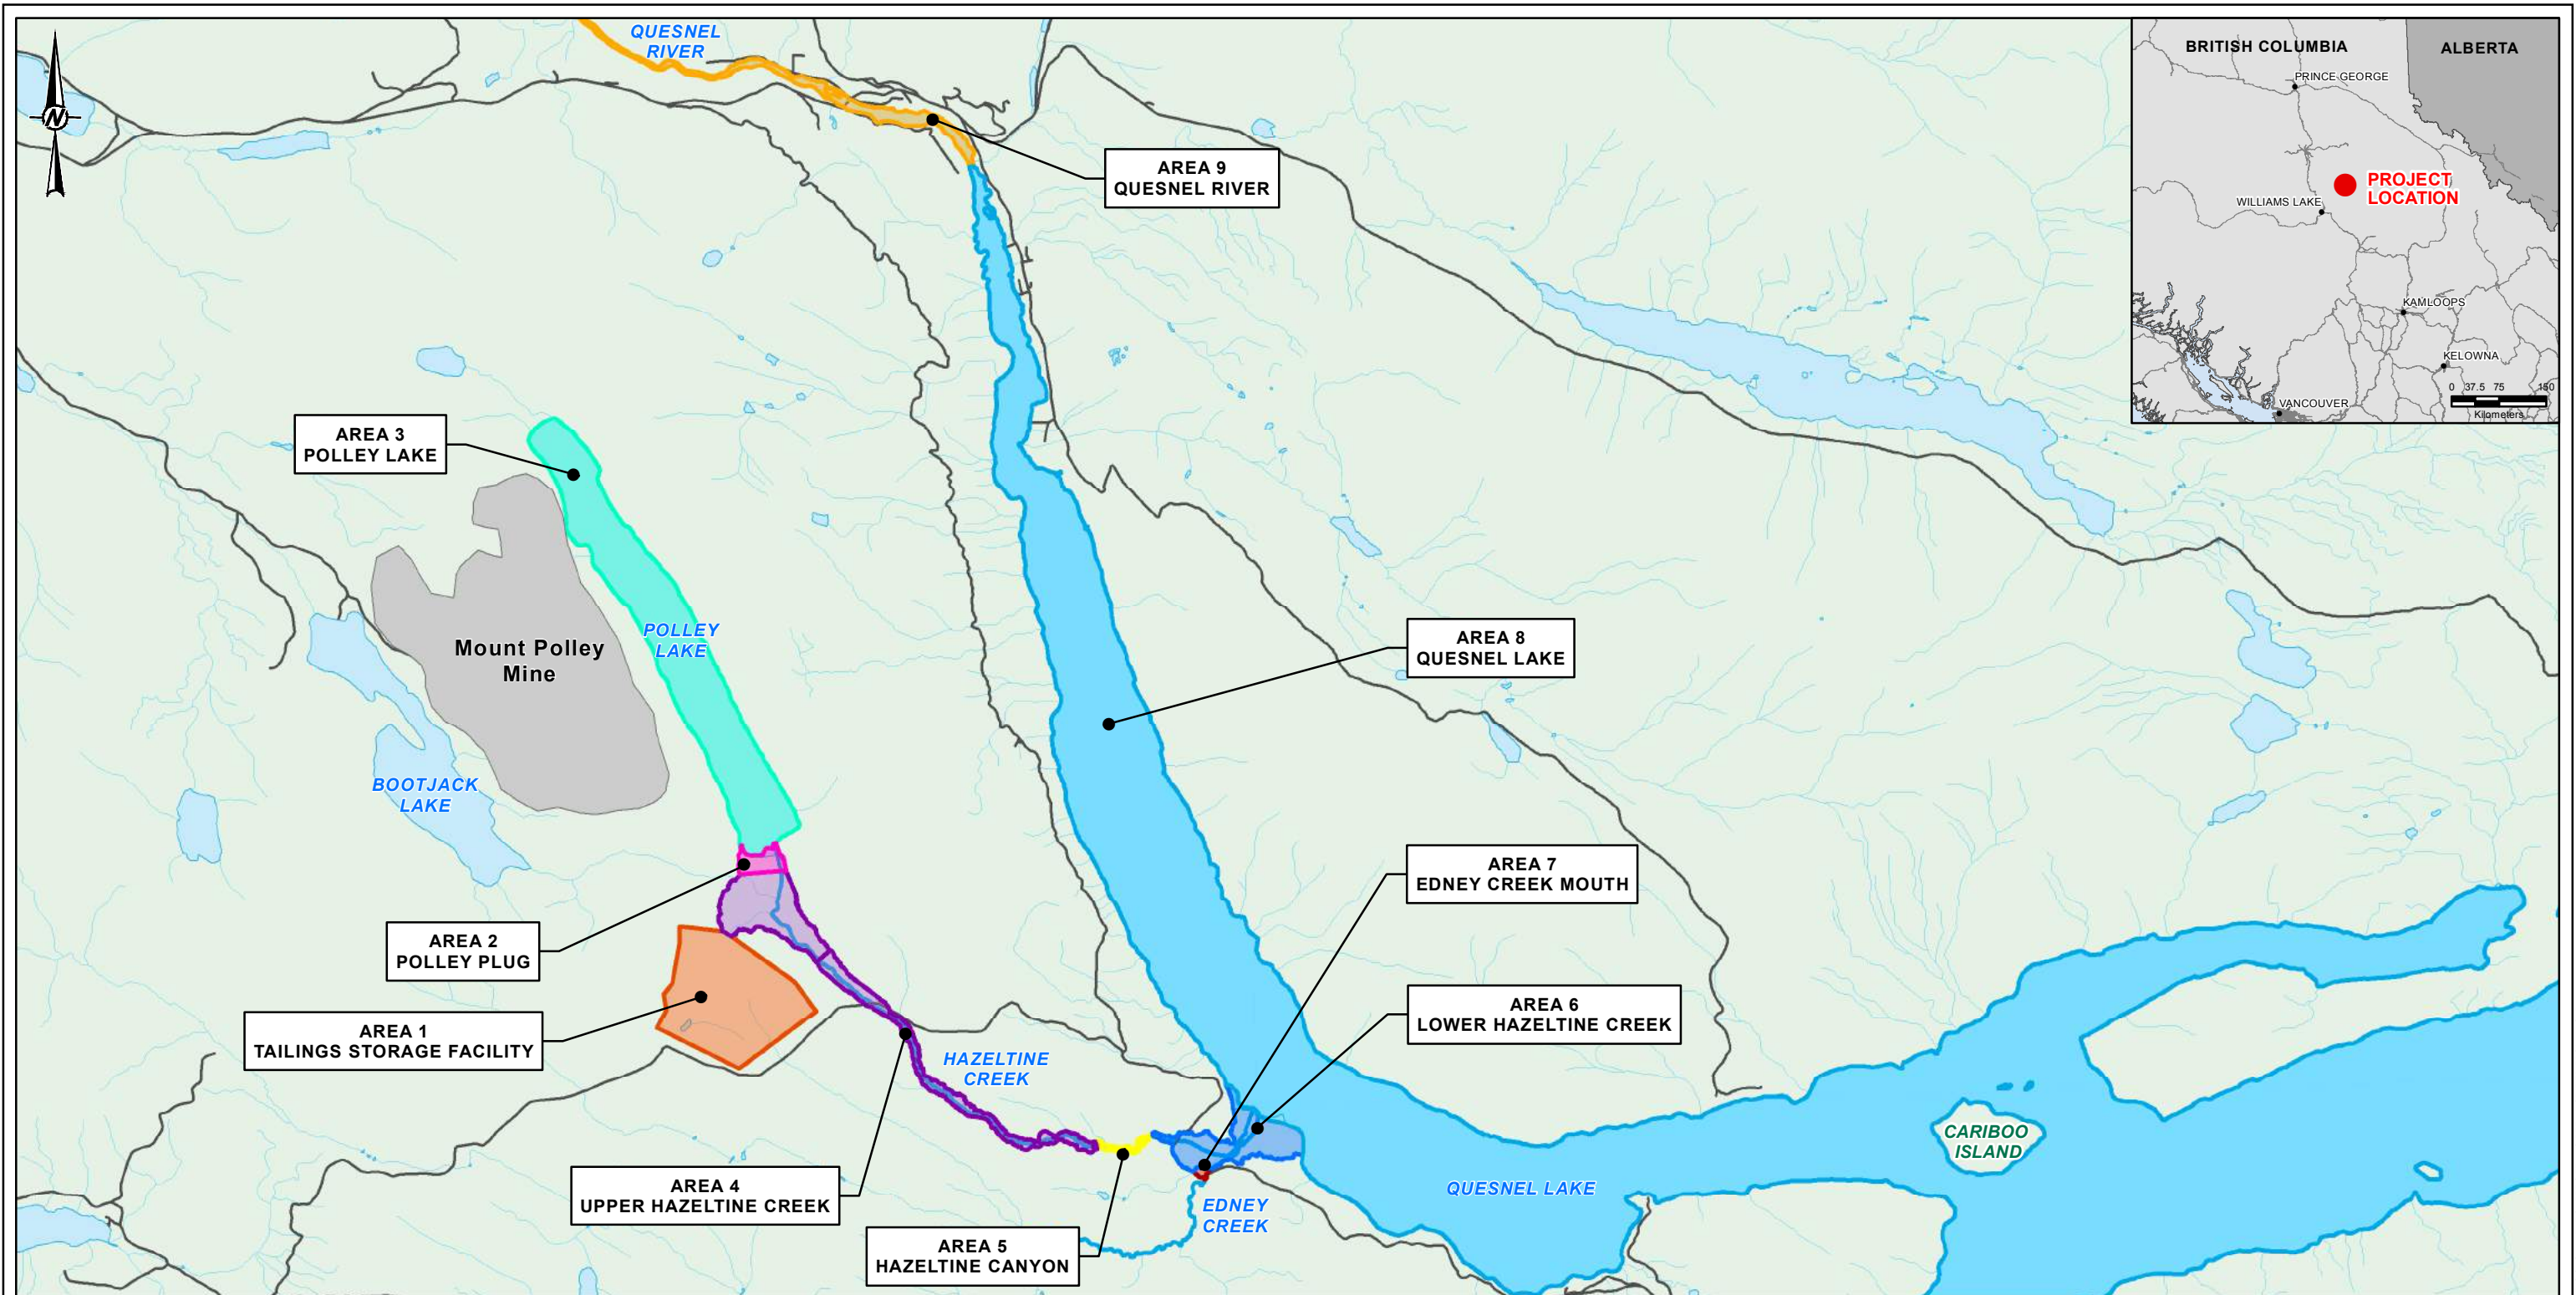 QUESNEL
RIVER
N
BRITISH COLUMBIA
ALBERTA
PRINCE GEORGE
PROJECT
LOCATION
WILLIAMS LAKE
KAMLOOPS
KELOWNA
VANCOUVER
0 37.5 75 150
Kilometers
AREA 9
QUESNEL RIVER
AREA 3
POLLEY LAKE
POLLEY
LAKE
Mount Polley
Mine
AREA 8
QUESNEL LAKE
BOOTJACK
LAKE
AREA 7
EDNEY CREEK MOUTH
AREA 2
POLLEY PLUG
AREA 6
LOWER HAZELTINE CREEK
AREA 1
TAILINGS STORAGE FACILITY
HAZELTINE
CREEK
CARIBOO
ISLAND
AREA 4
UPPER HAZELTINE CREEK
QUESNEL LAKE
EDNEY
CREEK
AREA 5
HAZELTINE CANYON